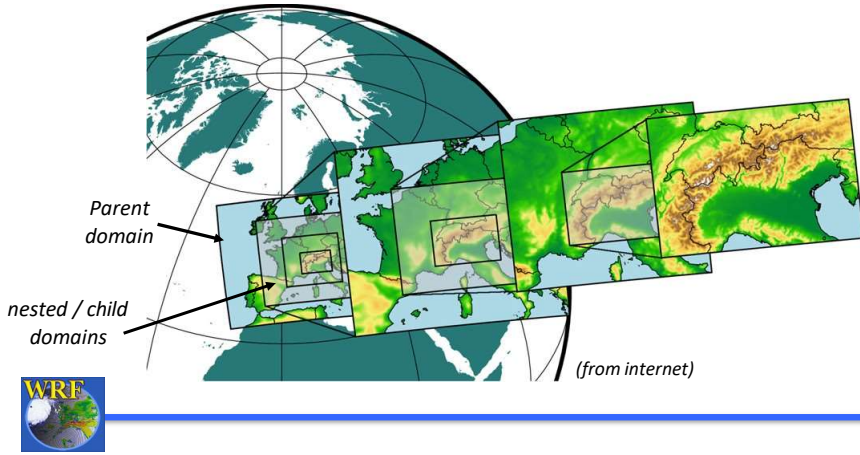 Parent
domain
nested / child
domains
(from internet)
WRF